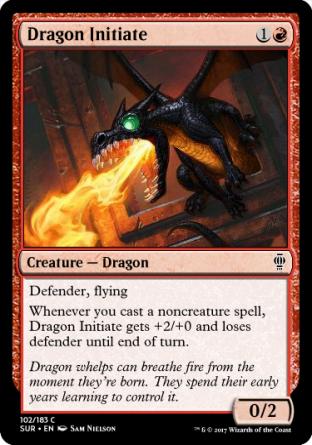 Dragon Initiate 1
Creature — Dragon
Defender, flying
Whenever you cast a noncreature spell,
Dragon Initiate gets +2/+0 and loses
defender until end of turn.
Dragon whelps can breathe fire from the
moment they're born. They spend their early
years learning to control it.
0/2
102/183 C
SUR • EN SAM NIELSON
™ & © 2017 Wizards of the Coast